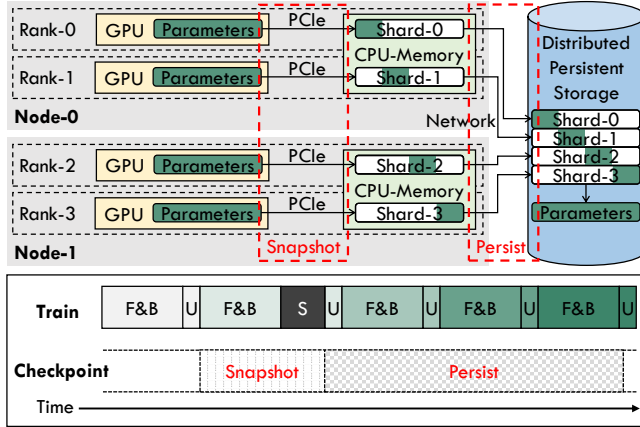 Rank-0 GPU Parameters PCIe Shard-0
CPU-Memory
Rank-1 GPU Parameters PCIe Shard-1
Node-0
Rank-2 GPU Parameters PCIe Shard-2
CPU-Memory
Rank-3 GPU Parameters PCIe Shard-3
Node-1
Snapshot
Network
Persist
Distributed
Persistent
Storage
Shard-0
Shard-1
Shard-2
Shard-3
Parameters
Train F&B U F&B S U F&B U F&B U F&B U
Checkpoint Snapshot Persist
Time